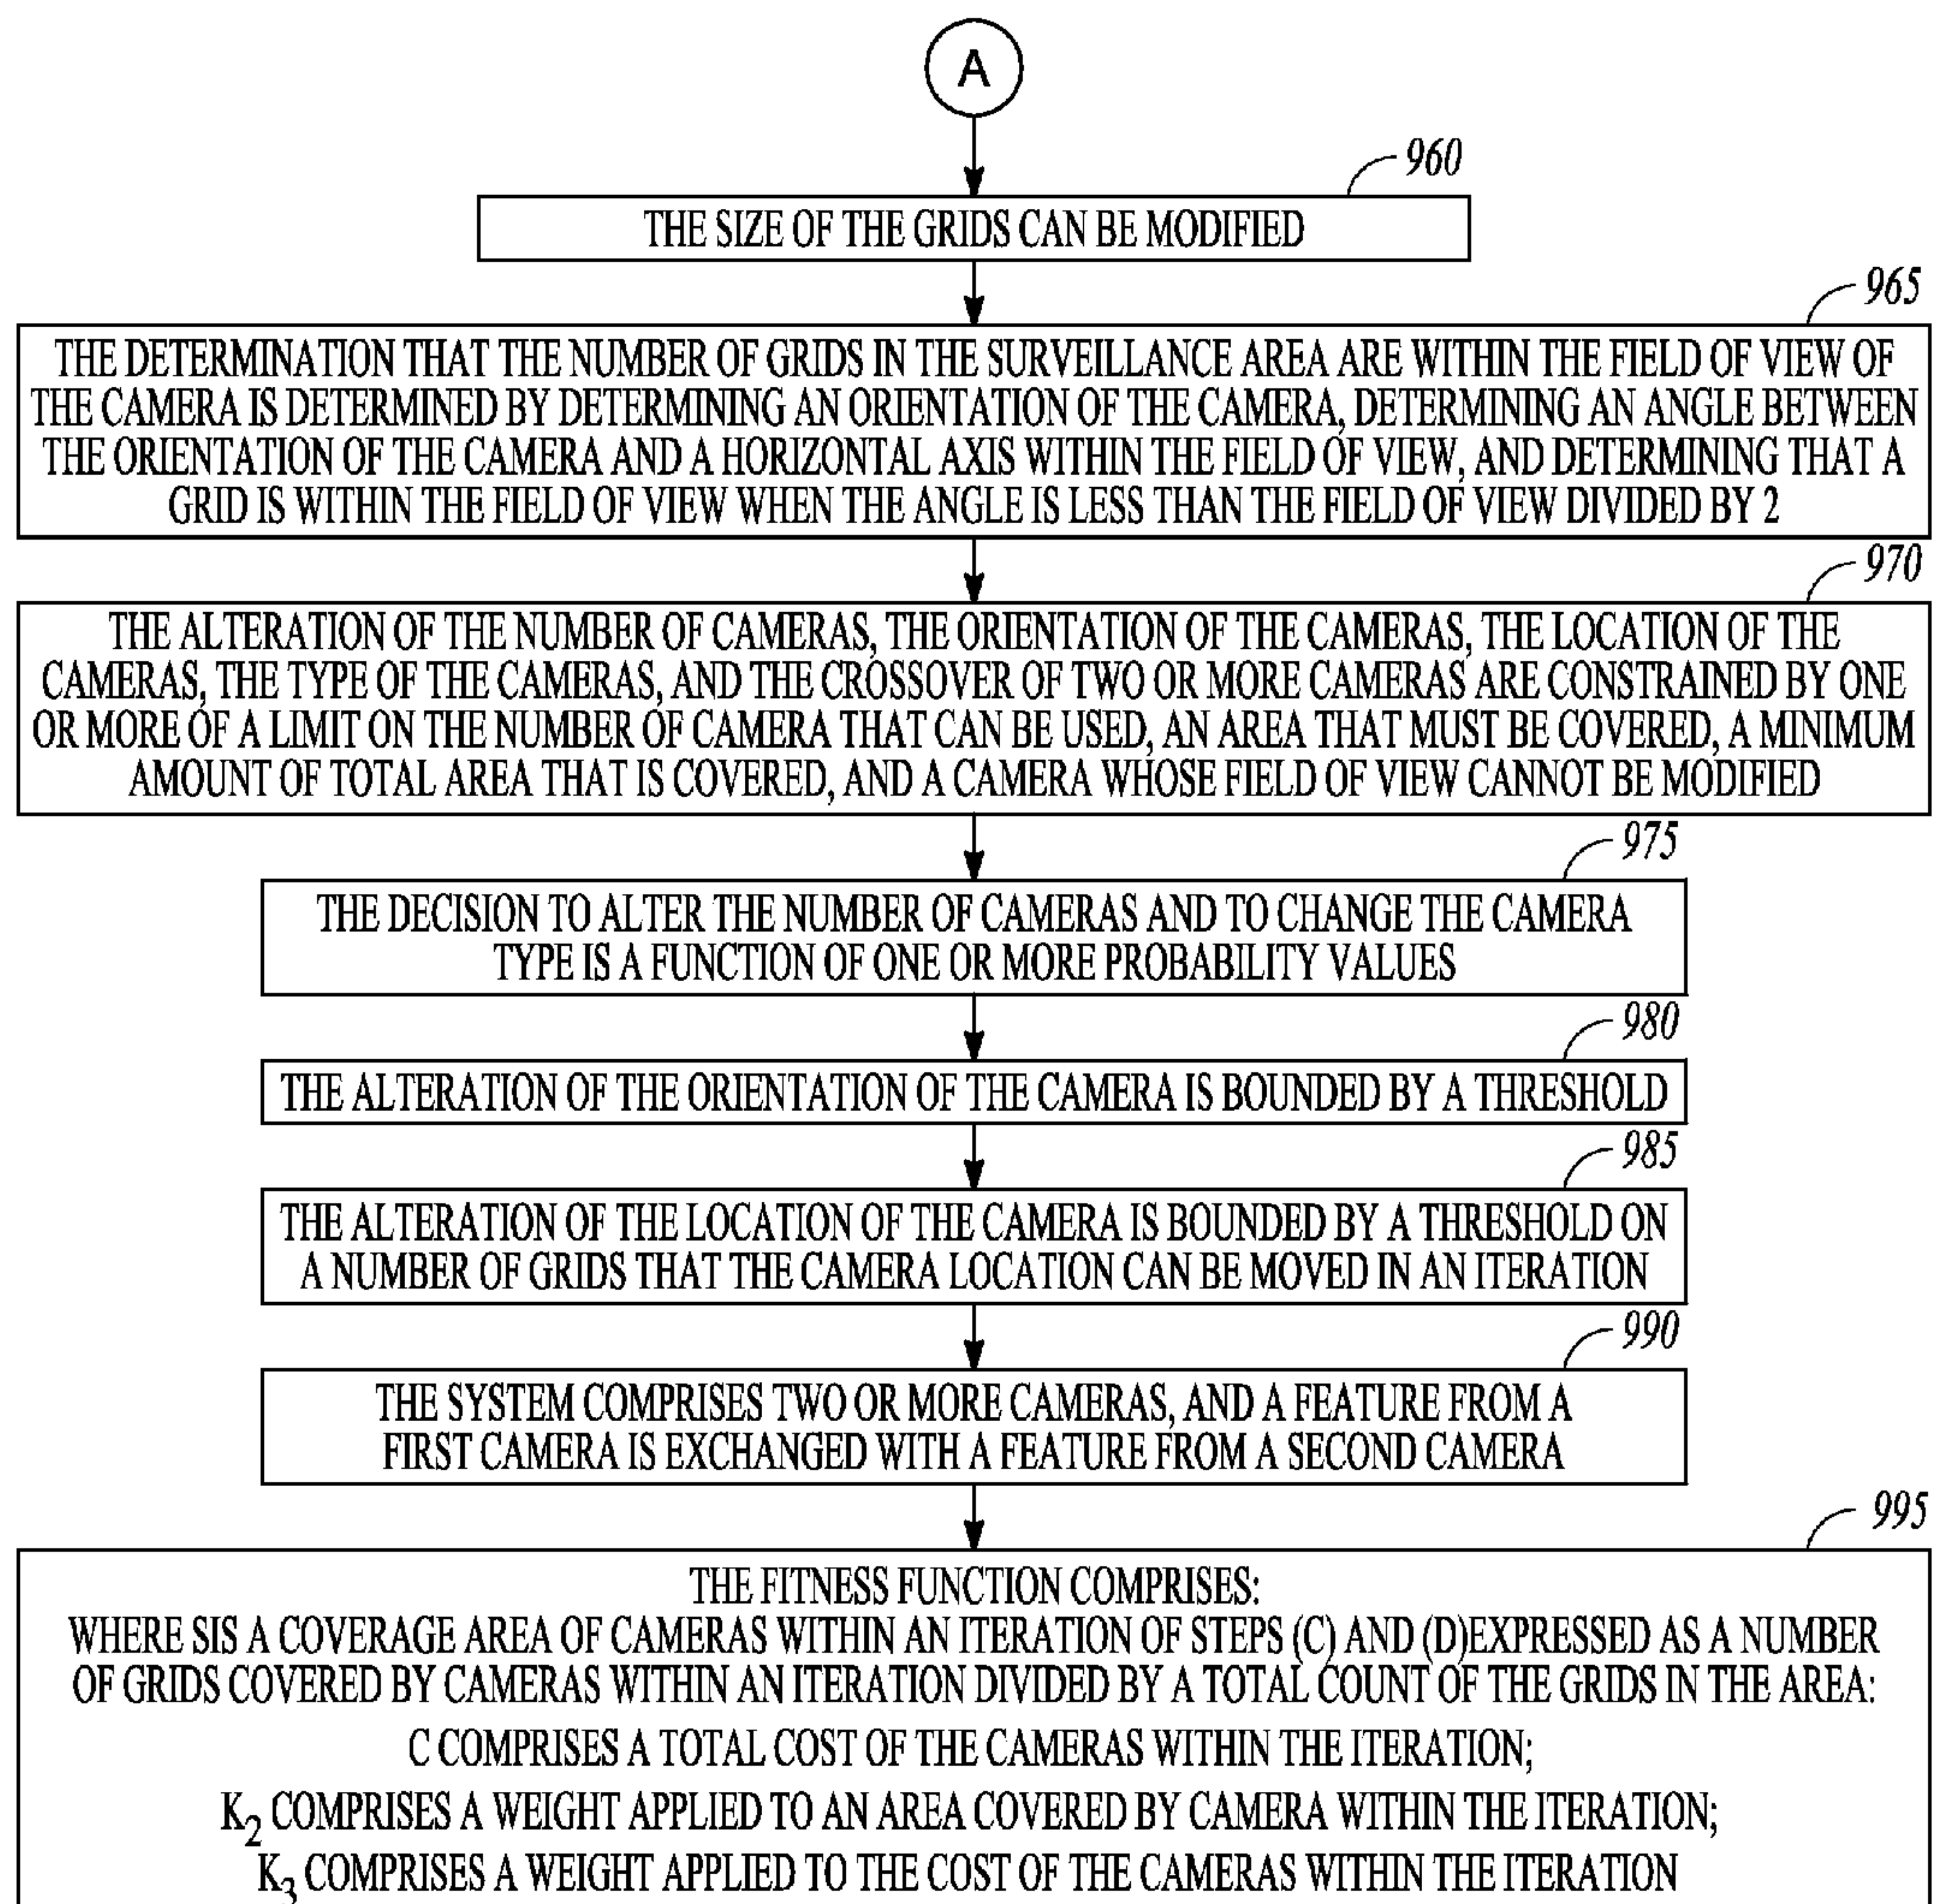 A
960
THE SIZE OF THE GRIDS CAN BE MODIFIED
965
THE DETERMINATION THAT THE NUMBER OF GRIDS IN THE SURVEILLANCE AREA ARE WITHIN THE FIELD OF VIEW OF
THE CAMERA IS DETERMINED BY DETERMINING AN ORIENTATION OF THE CAMERA, DETERMINING AN ANGLE BETWEEN
THE ORIENTATION OF THE CAMERA AND A HORIZONTAL AXIS WITHIN THE FIELD OF VIEW, AND DETERMINING THAT A
GRID IS WITHIN THE FIELD OF VIEW WHEN THE ANGLE IS LESS THAN THE FIELD OF VIEW DIVIDED BY 2
970
THE ALTERATION OF THE NUMBER OF CAMERAS, THE ORIENTATION OF THE CAMERAS, THE LOCATION OF THE
CAMERAS, THE TYPE OF THE CAMERAS, AND THE CROSSOVER OF TWO OR MORE CAMERAS ARE CONSTRAINED BY ONE
OR MORE OF A LIMIT ON THE NUMBER OF CAMERA THAT CAN BE USED, AN AREA THAT MUST BE COVERED, A MINIMUM
AMOUNT OF TOTAL AREA THAT IS COVERED, AND A CAMERA WHOSE FIELD OF VIEW CANNOT BE MODIFIED
975
THE DECISION TO ALTER THE NUMBER OF CAMERAS AND TO CHANGE THE CAMERA
TYPE IS A FUNCTION OF ONE OR MORE PROBABILITY VALUES
980
THE ALTERATION OF THE ORIENTATION OF THE CAMERA IS BOUNDED BY A THRESHOLD
985
THE ALTERATION OF THE LOCATION OF THE CAMERA IS BOUNDED BY A THRESHOLD ON
A NUMBER OF GRIDS THAT THE CAMERA LOCATION CAN BE MOVED IN AN ITERATION
990
THE SYSTEM COMPRISES TWO OR MORE CAMERAS, AND A FEATURE FROM A
FIRST CAMERA IS EXCHANGED WITH A FEATURE FROM A SECOND CAMERA
995
THE FITNESS FUNCTION COMPRISES:
WHERE SIS A COVERAGE AREA OF CAMERAS WITHIN AN ITERATION OF STEPS (C) AND (D)EXPRESSED AS A NUMBER
OF GRIDS COVERED BY CAMERAS WITHIN AN ITERATION DIVIDED BY A TOTAL COUNT OF THE GRIDS IN THE AREA:
C COMPRISES A TOTAL COST OF THE CAMERAS WITHIN THE ITERATION;
K2 COMPRISES A WEIGHT APPLIED TO AN AREA COVERED BY CAMERA WITHIN THE ITERATION;
K3 COMPRISES A WEIGHT APPLIED TO THE COST OF THE CAMERAS WITHIN THE ITERATION